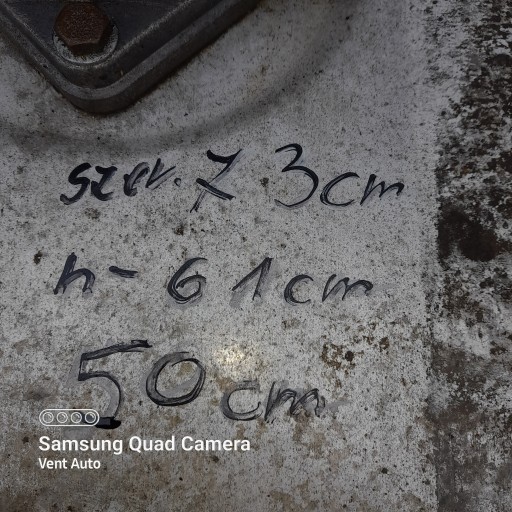 szer. 73cm
h-61cm
50cm
Samsung Quad Camera
Vent Auto